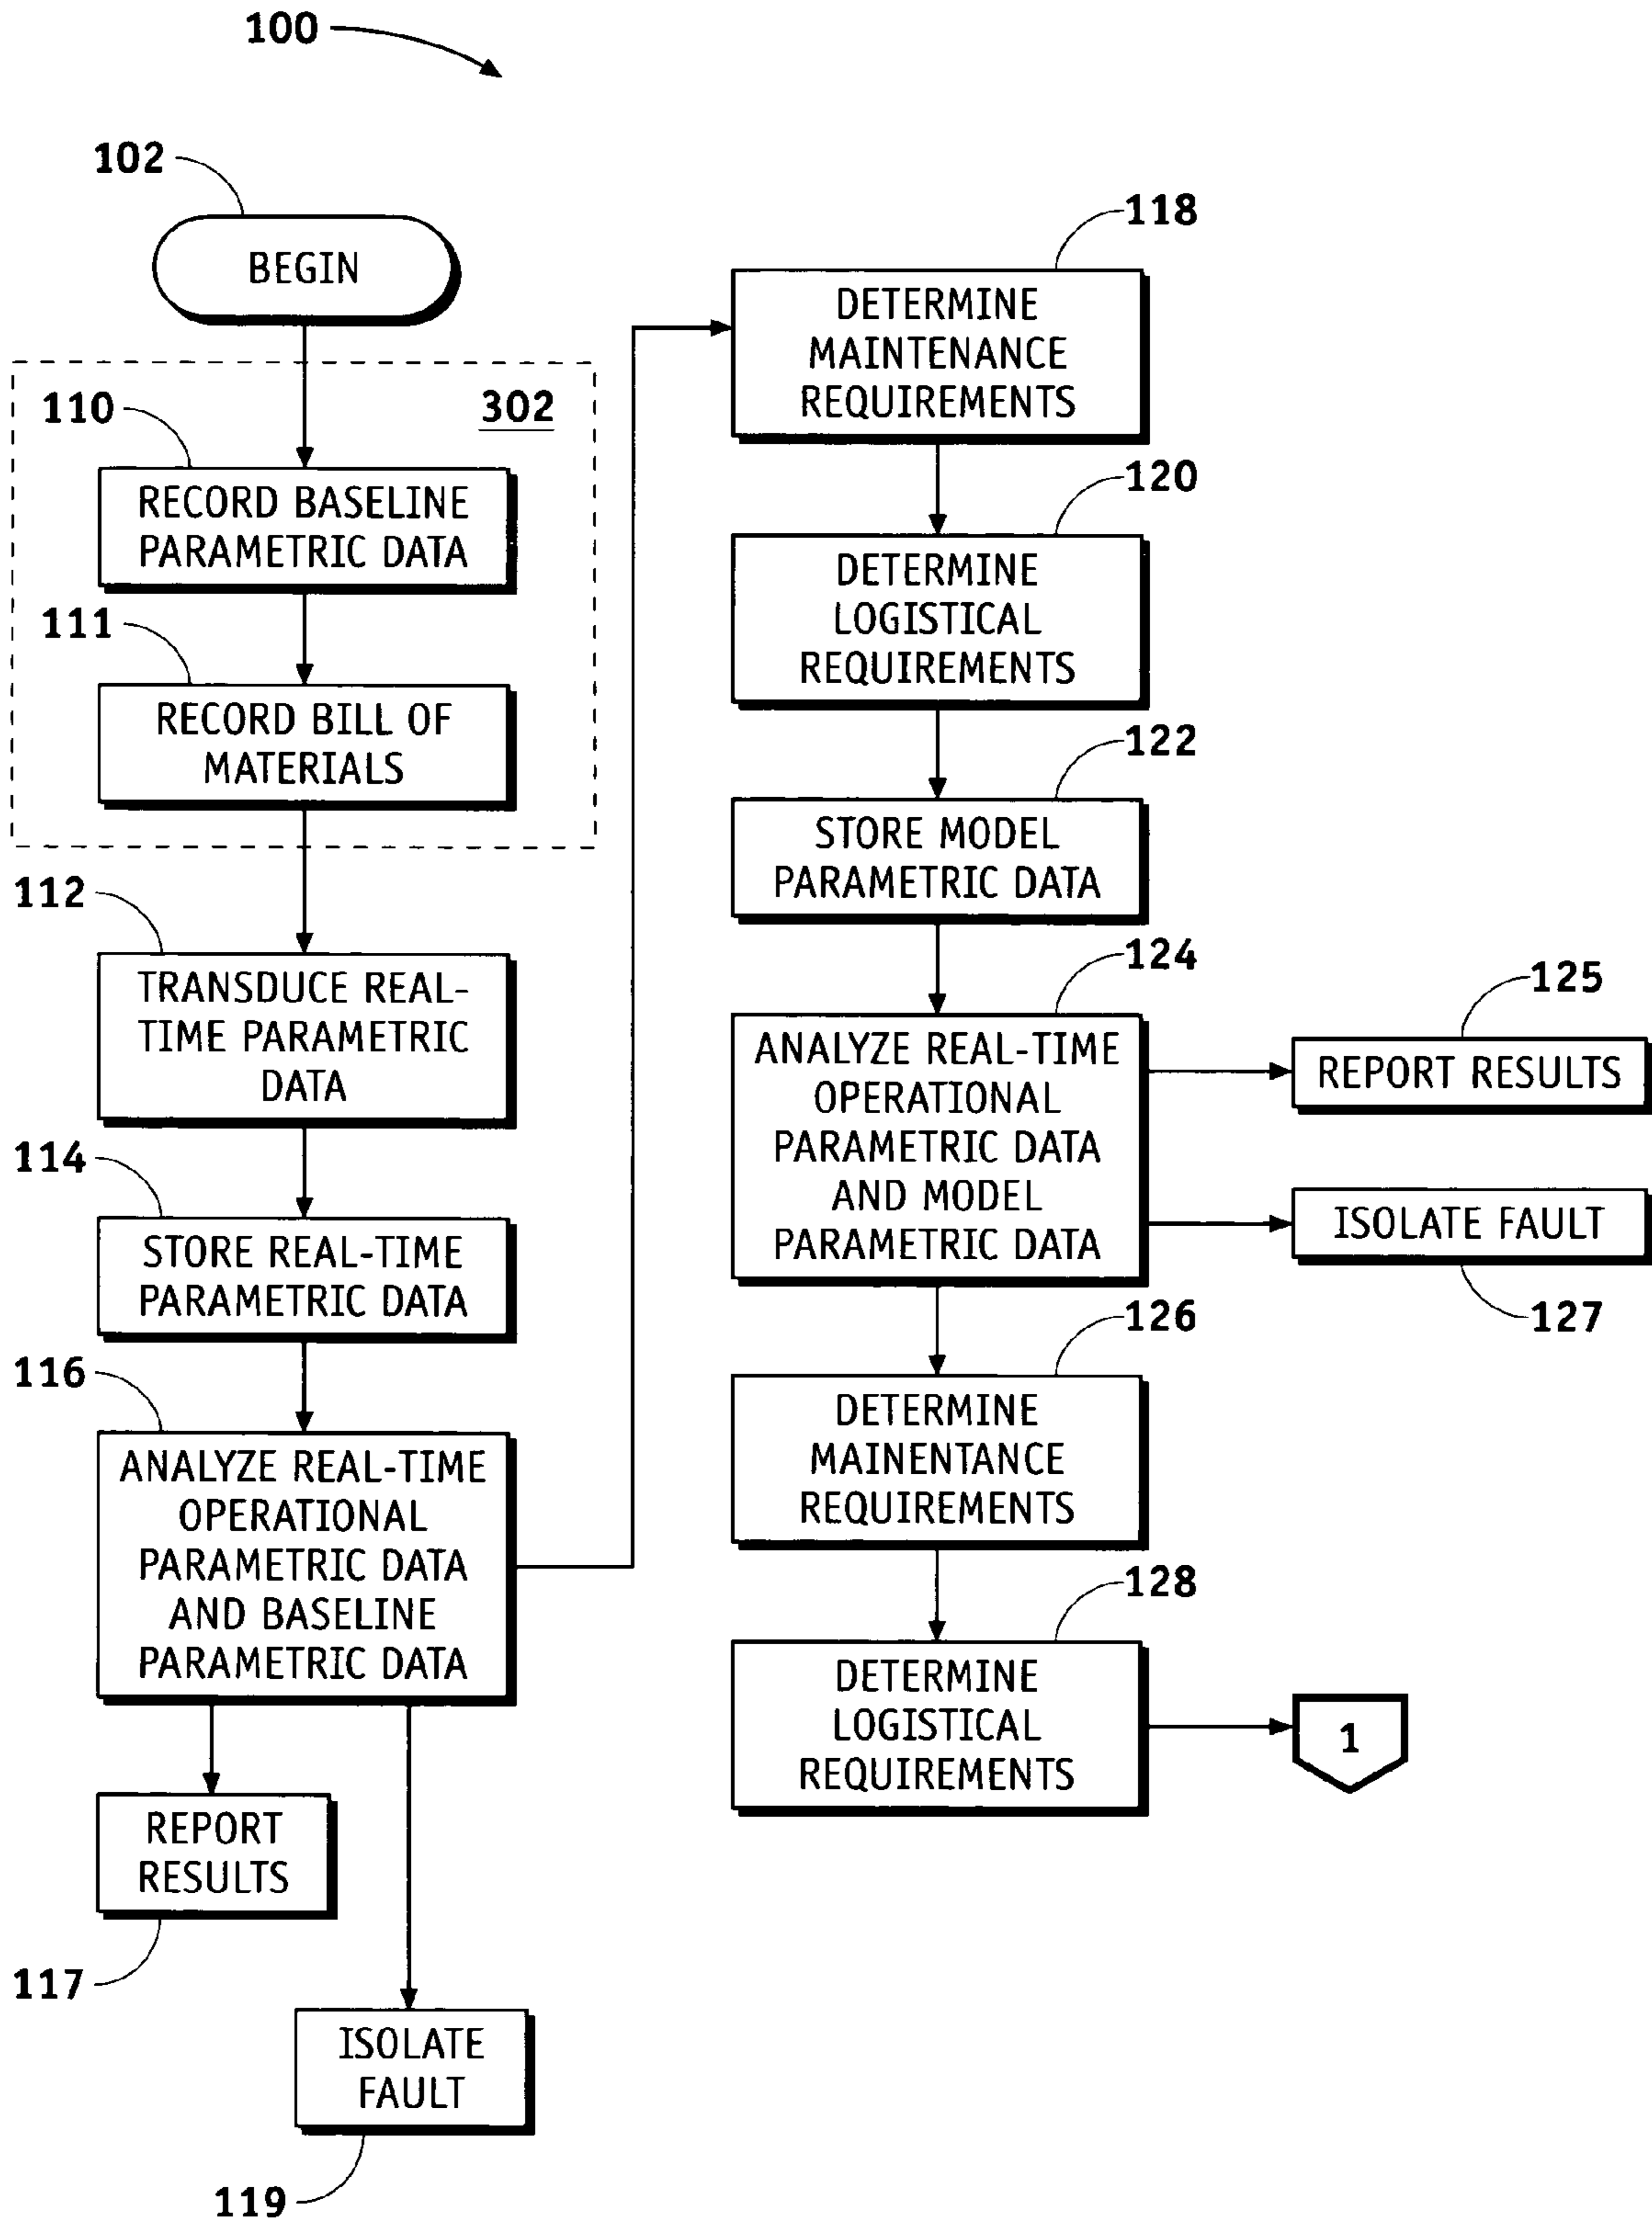 100
102
BEGIN
302
110
RECORD BASELINE
PARAMETRIC DATA
111
RECORD BILL OF
MATERIALS
112
TRANSDUCE REAL-
TIME PARAMETRIC
DATA
114
STORE REAL-TIME
PARAMETRIC DATA
116
ANALYZE REAL-TIME
OPERATIONAL
PARAMETRIC DATA
AND BASELINE
PARAMETRIC DATA
REPORT
RESULTS
117
ISOLATE
FAULT
119
118
DETERMINE
MAINTENANCE
REQUIREMENTS
120
DETERMINE
LOGISTICAL
REQUIREMENTS
122
STORE MODEL
PARAMETRIC DATA
124
ANALYZE REAL-TIME
OPERATIONAL
PARAMETRIC DATA
AND MODEL
PARAMETRIC DATA
125
REPORT RESULTS
ISOLATE FAULT
127
126
DETERMINE
MAINENTANCE
REQUIREMENTS
128
DETERMINE
LOGISTICAL
REQUIREMENTS
1